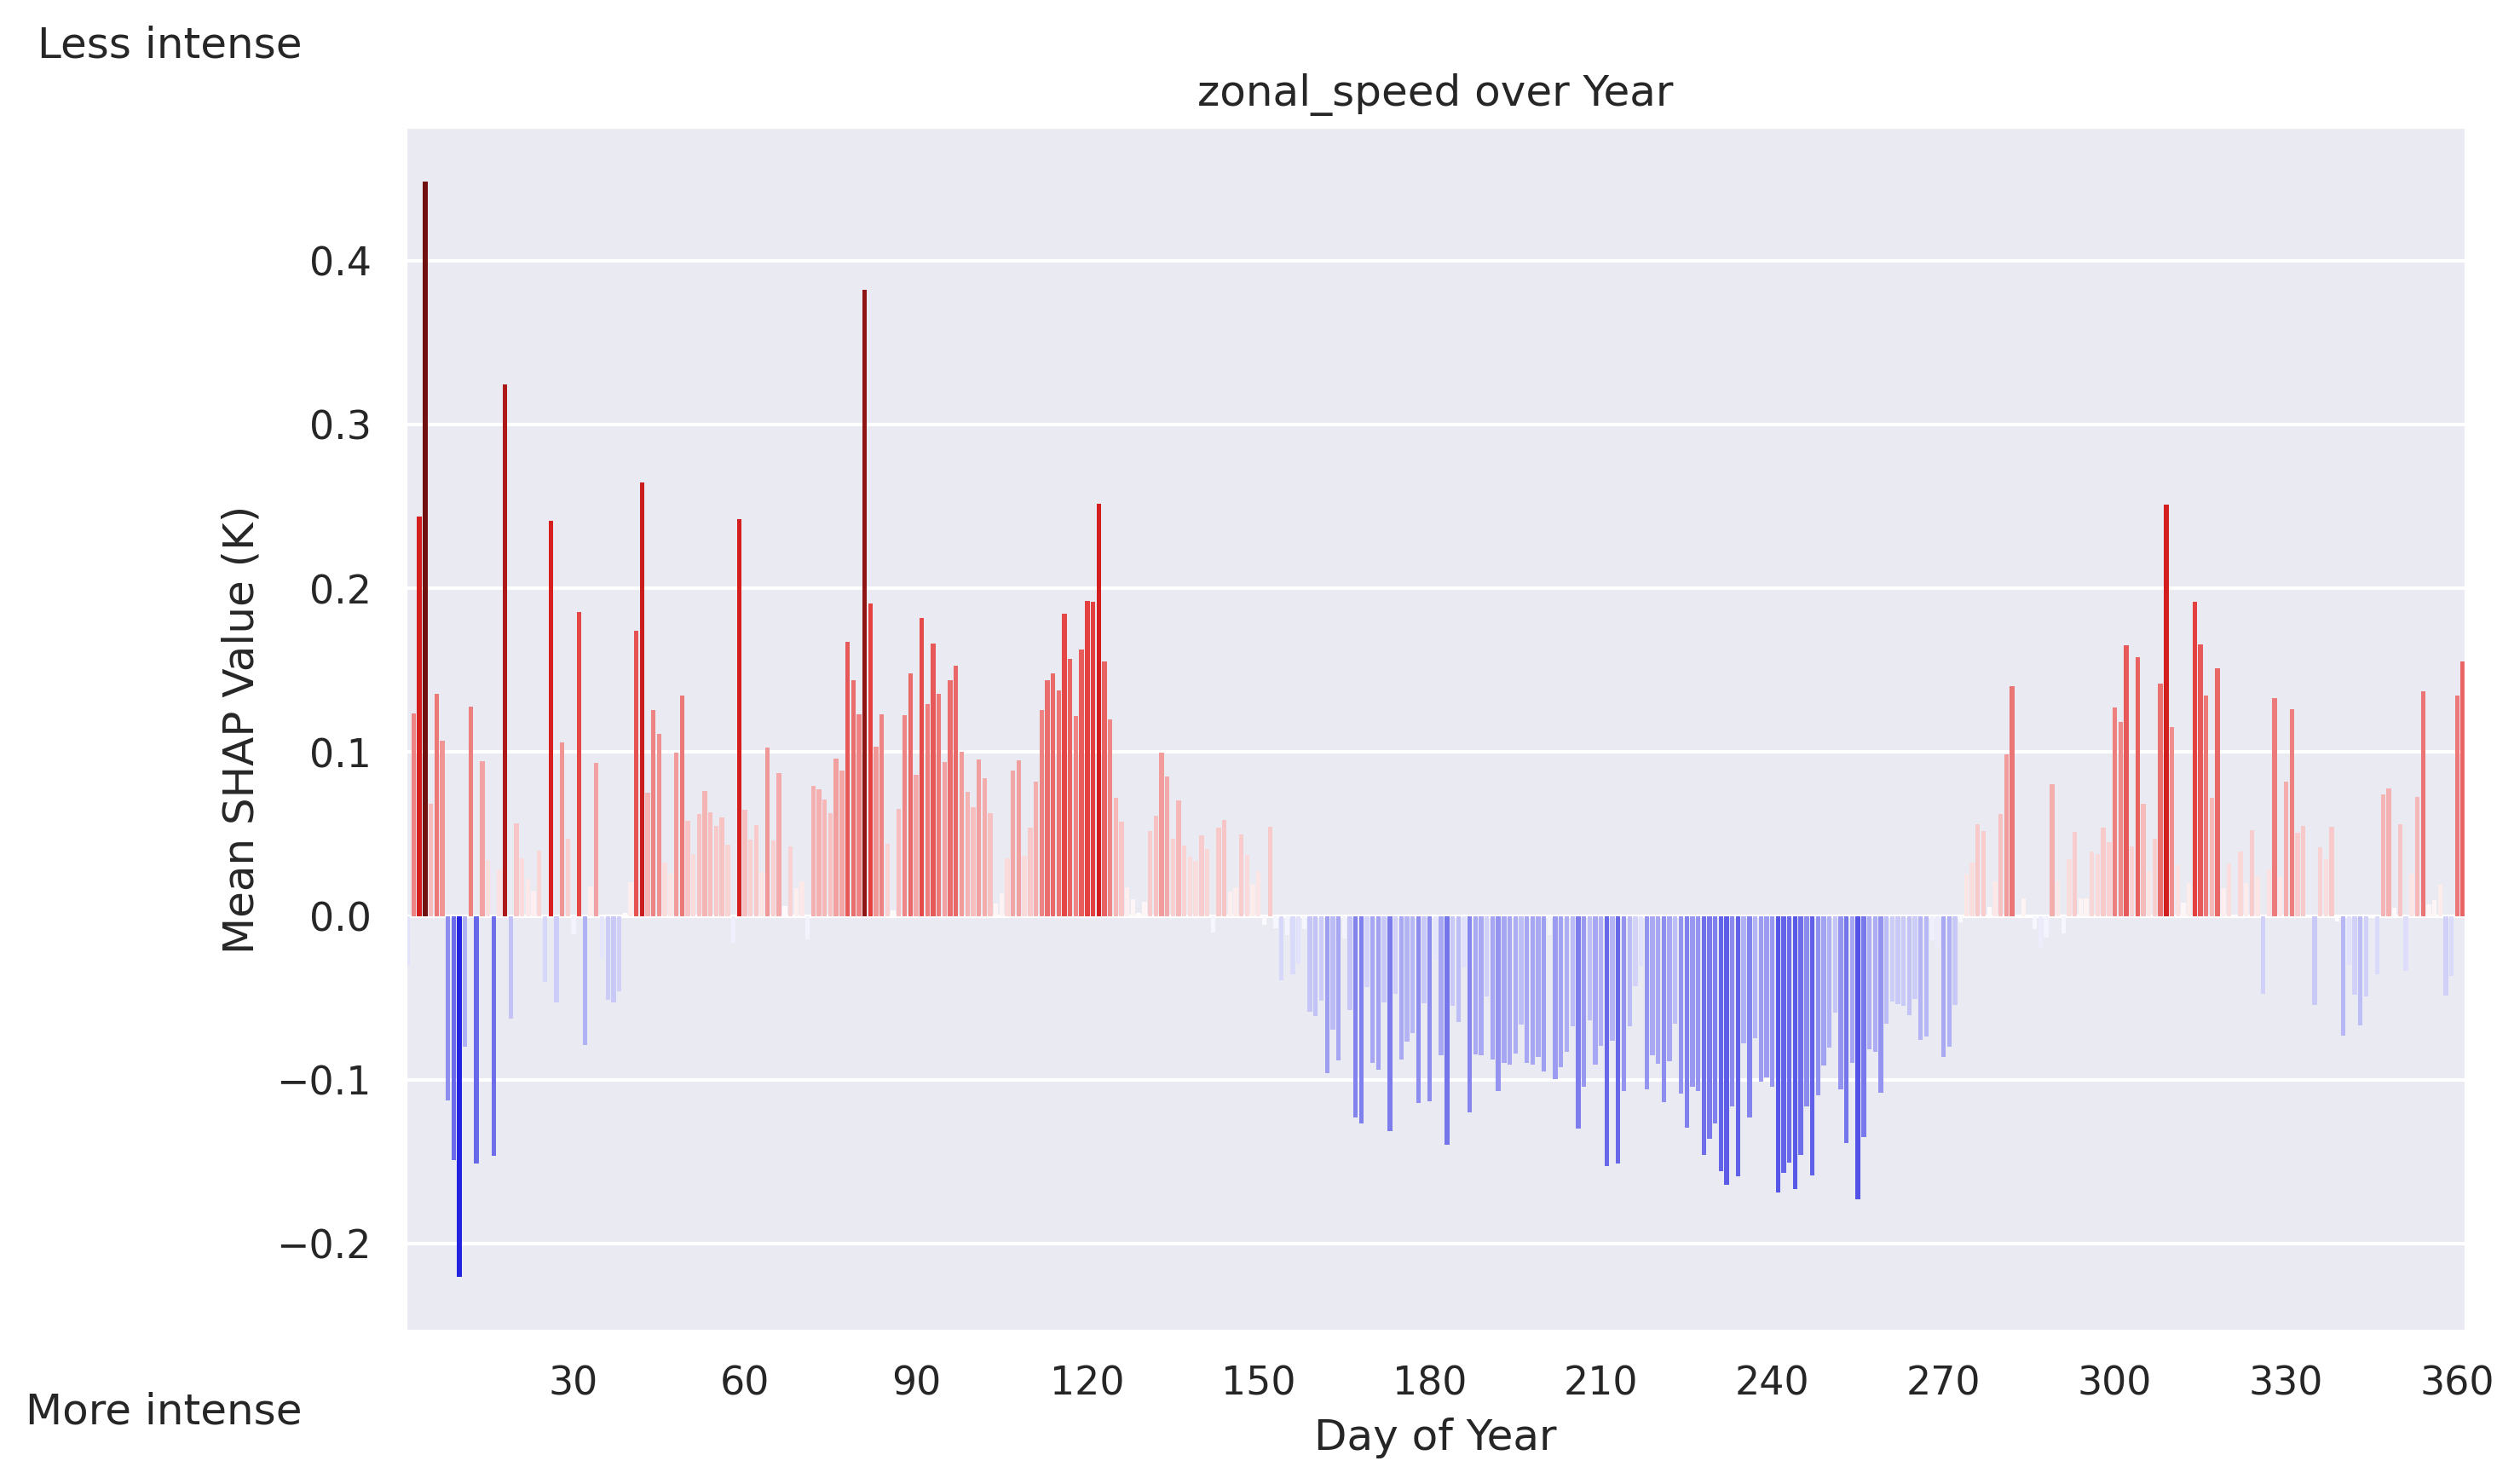 Less intense
zonal_speed over Year
0.4
0.3
0.2
0.1
0.0
−0.1
−0.2
Mean SHAP Value (K)
30 60 90 120 150 180 210 240 270 300 330 360
More intense
Day of Year